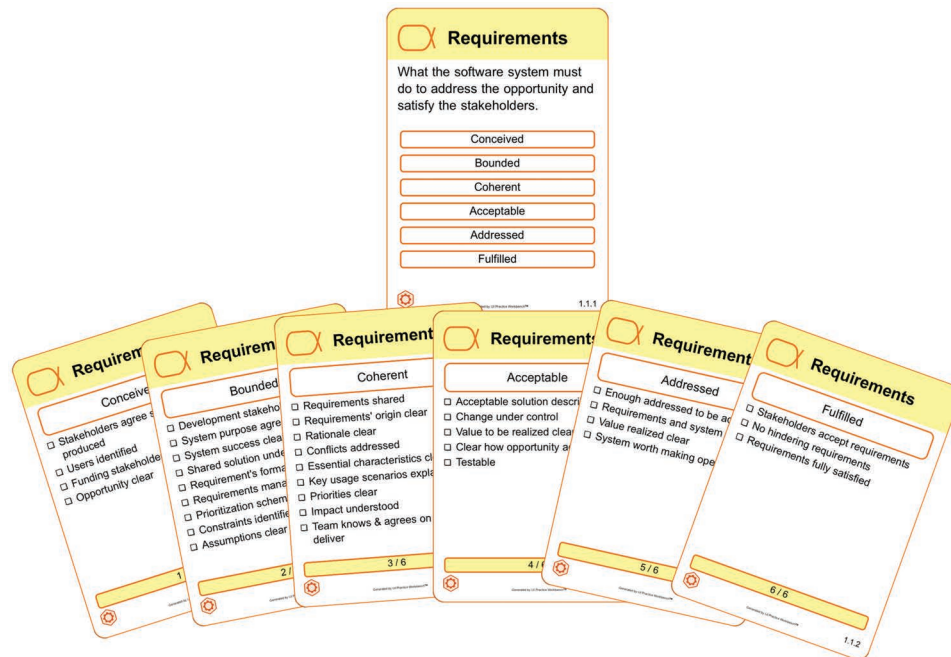 Requirements
What the software system must
do to address the opportunity and
satisfy the stakeholders.
Conceived
Bounded
Coherent
Acceptable
Addressed
Fulfilled
1.1.1
Requirem
Conceive
☐ Stakeholders agree s
produced
☐ Users identified
☐ Funding stakeholde
☐ Opportunity clear
1
Requirem
Bounded
☐ Development stakeho
☐ System purpose agre
☐ System success clea
☐ Shared solution unde
☐ Requirement's forma
☐ Requirements mana
☐ Prioritization schem
☐ Constraints identifie
☐ Assumptions clear
2/
Requirements
Coherent
☐ Requirements shared
☐ Requirements' origin clear
☐ Rationale clear
☐ Conflicts addressed
☐ Essential characteristics cl
☐ Key usage scenarios expla
☐ Priorities clear
☐ Impact understood
☐ Team knows & agrees on
deliver
3 / 6
Requirements
Acceptable
☐ Acceptable solution descri
☐ Change under control
☐ Value to be realized clea
☐ Clear how opportunity a
☐ Testable
4 / 6
Requirement
Addressed
☐ Enough addressed to be a
☐ Requirements and system
☐ Value realized clear
☐ System worth making ope
5 / 6
Requirements
Fulfilled
☐ Stakeholders accept requirements
☐ No hindering requirements
☐ Requirements fully satisfied
6 / 6
1.1.2